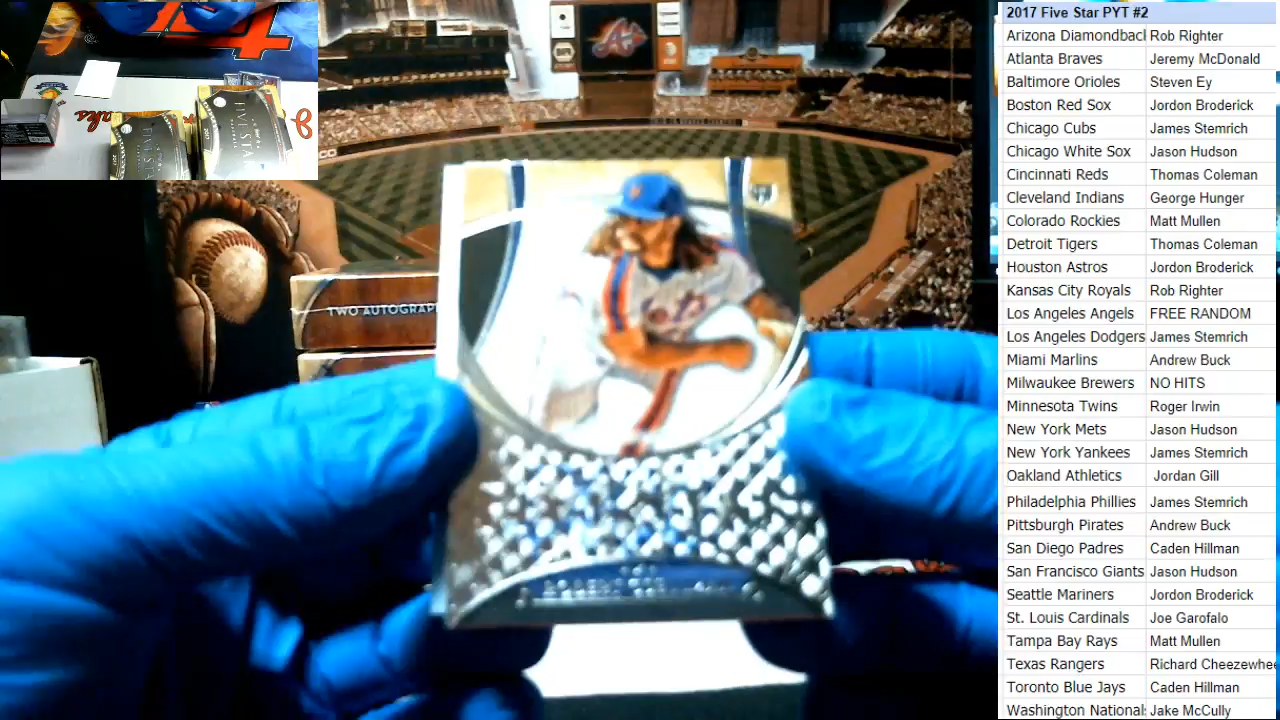 2017 Five Star PYT #2
Arizona Diamondback Rob Righter
Atlanta Braves Jeremy McDonald
Baltimore Orioles Steven Ey
Boston Red Sox Jordon Broderick
Chicago Cubs James Stemrich
Chicago White Sox Jason Hudson
Cincinnati Reds Thomas Coleman
Cleveland Indians George Hunger
Colorado Rockies Matt Mullen
Detroit Tigers Thomas Coleman
Houston Astros Jordon Broderick
Kansas City Royals Rob Righter
Los Angeles Angels FREE RANDOM
Los Angeles Dodgers James Stemrich
Miami Marlins Andrew Buck
Milwaukee Brewers NO HITS
Minnesota Twins Roger Irwin
New York Mets Jason Hudson
New York Yankees James Stemrich
Oakland Athletics Jordan Gill
Philadelphia Phillies James Stemrich
Pittsburgh Pirates Andrew Buck
San Diego Padres Caden Hillman
San Francisco Giants Jason Hudson
Seattle Mariners Jordon Broderick
St. Louis Cardinals Joe Garofalo
Tampa Bay Rays Matt Mullen
Texas Rangers Richard Cheezewhe
Toronto Blue Jays Caden Hillman
Washington National Jake McCully
TWO AUTOGRAP
Mets
FIVE STAR